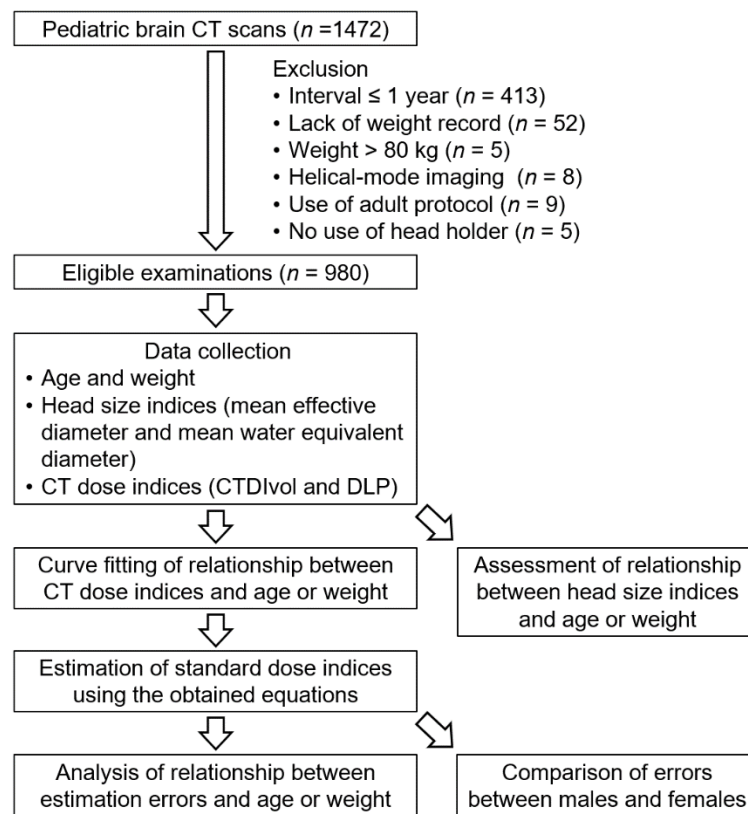 Pediatric brain CT scans (n =1472)
Exclusion
• Interval ≤ 1 year (n = 413)
• Lack of weight record (n = 52)
• Weight > 80 kg (n = 5)
• Helical-mode imaging (n = 8)
• Use of adult protocol (n = 9)
• No use of head holder (n = 5)
Eligible examinations (n = 980)
Data collection
• Age and weight
• Head size indices (mean effective
diameter and mean water equivalent
diameter)
• CT dose indices (CTDIvol and DLP)
Curve fitting of relationship between
CT dose indices and age or weight
Assessment of relationship
between head size indices
and age or weight
Estimation of standard dose indices
using the obtained equations
Analysis of relationship between
estimation errors and age or weight
Comparison of errors
between males and females